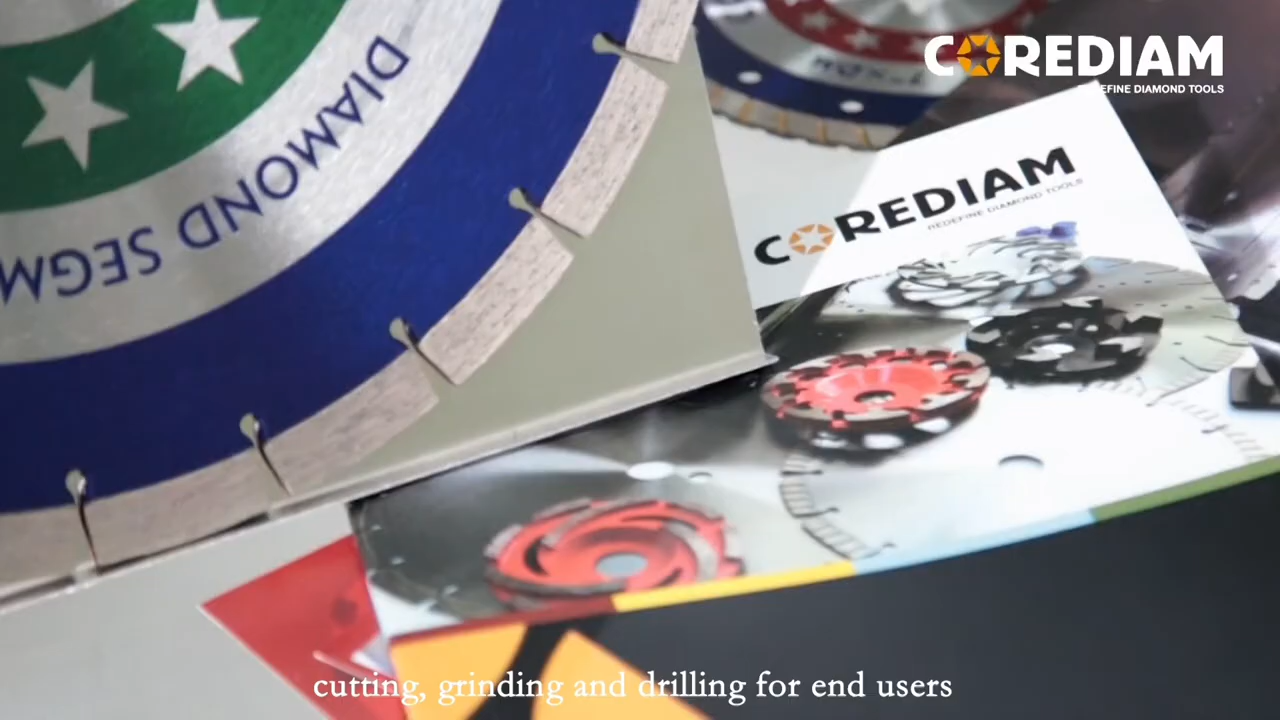 COREDIAM
REDEFINE DIAMOND TOOLS
COREDIAM
REDEFINE DIAMOND TOOLS
DIAMOND SEGM
cutting, grinding and drilling for end users